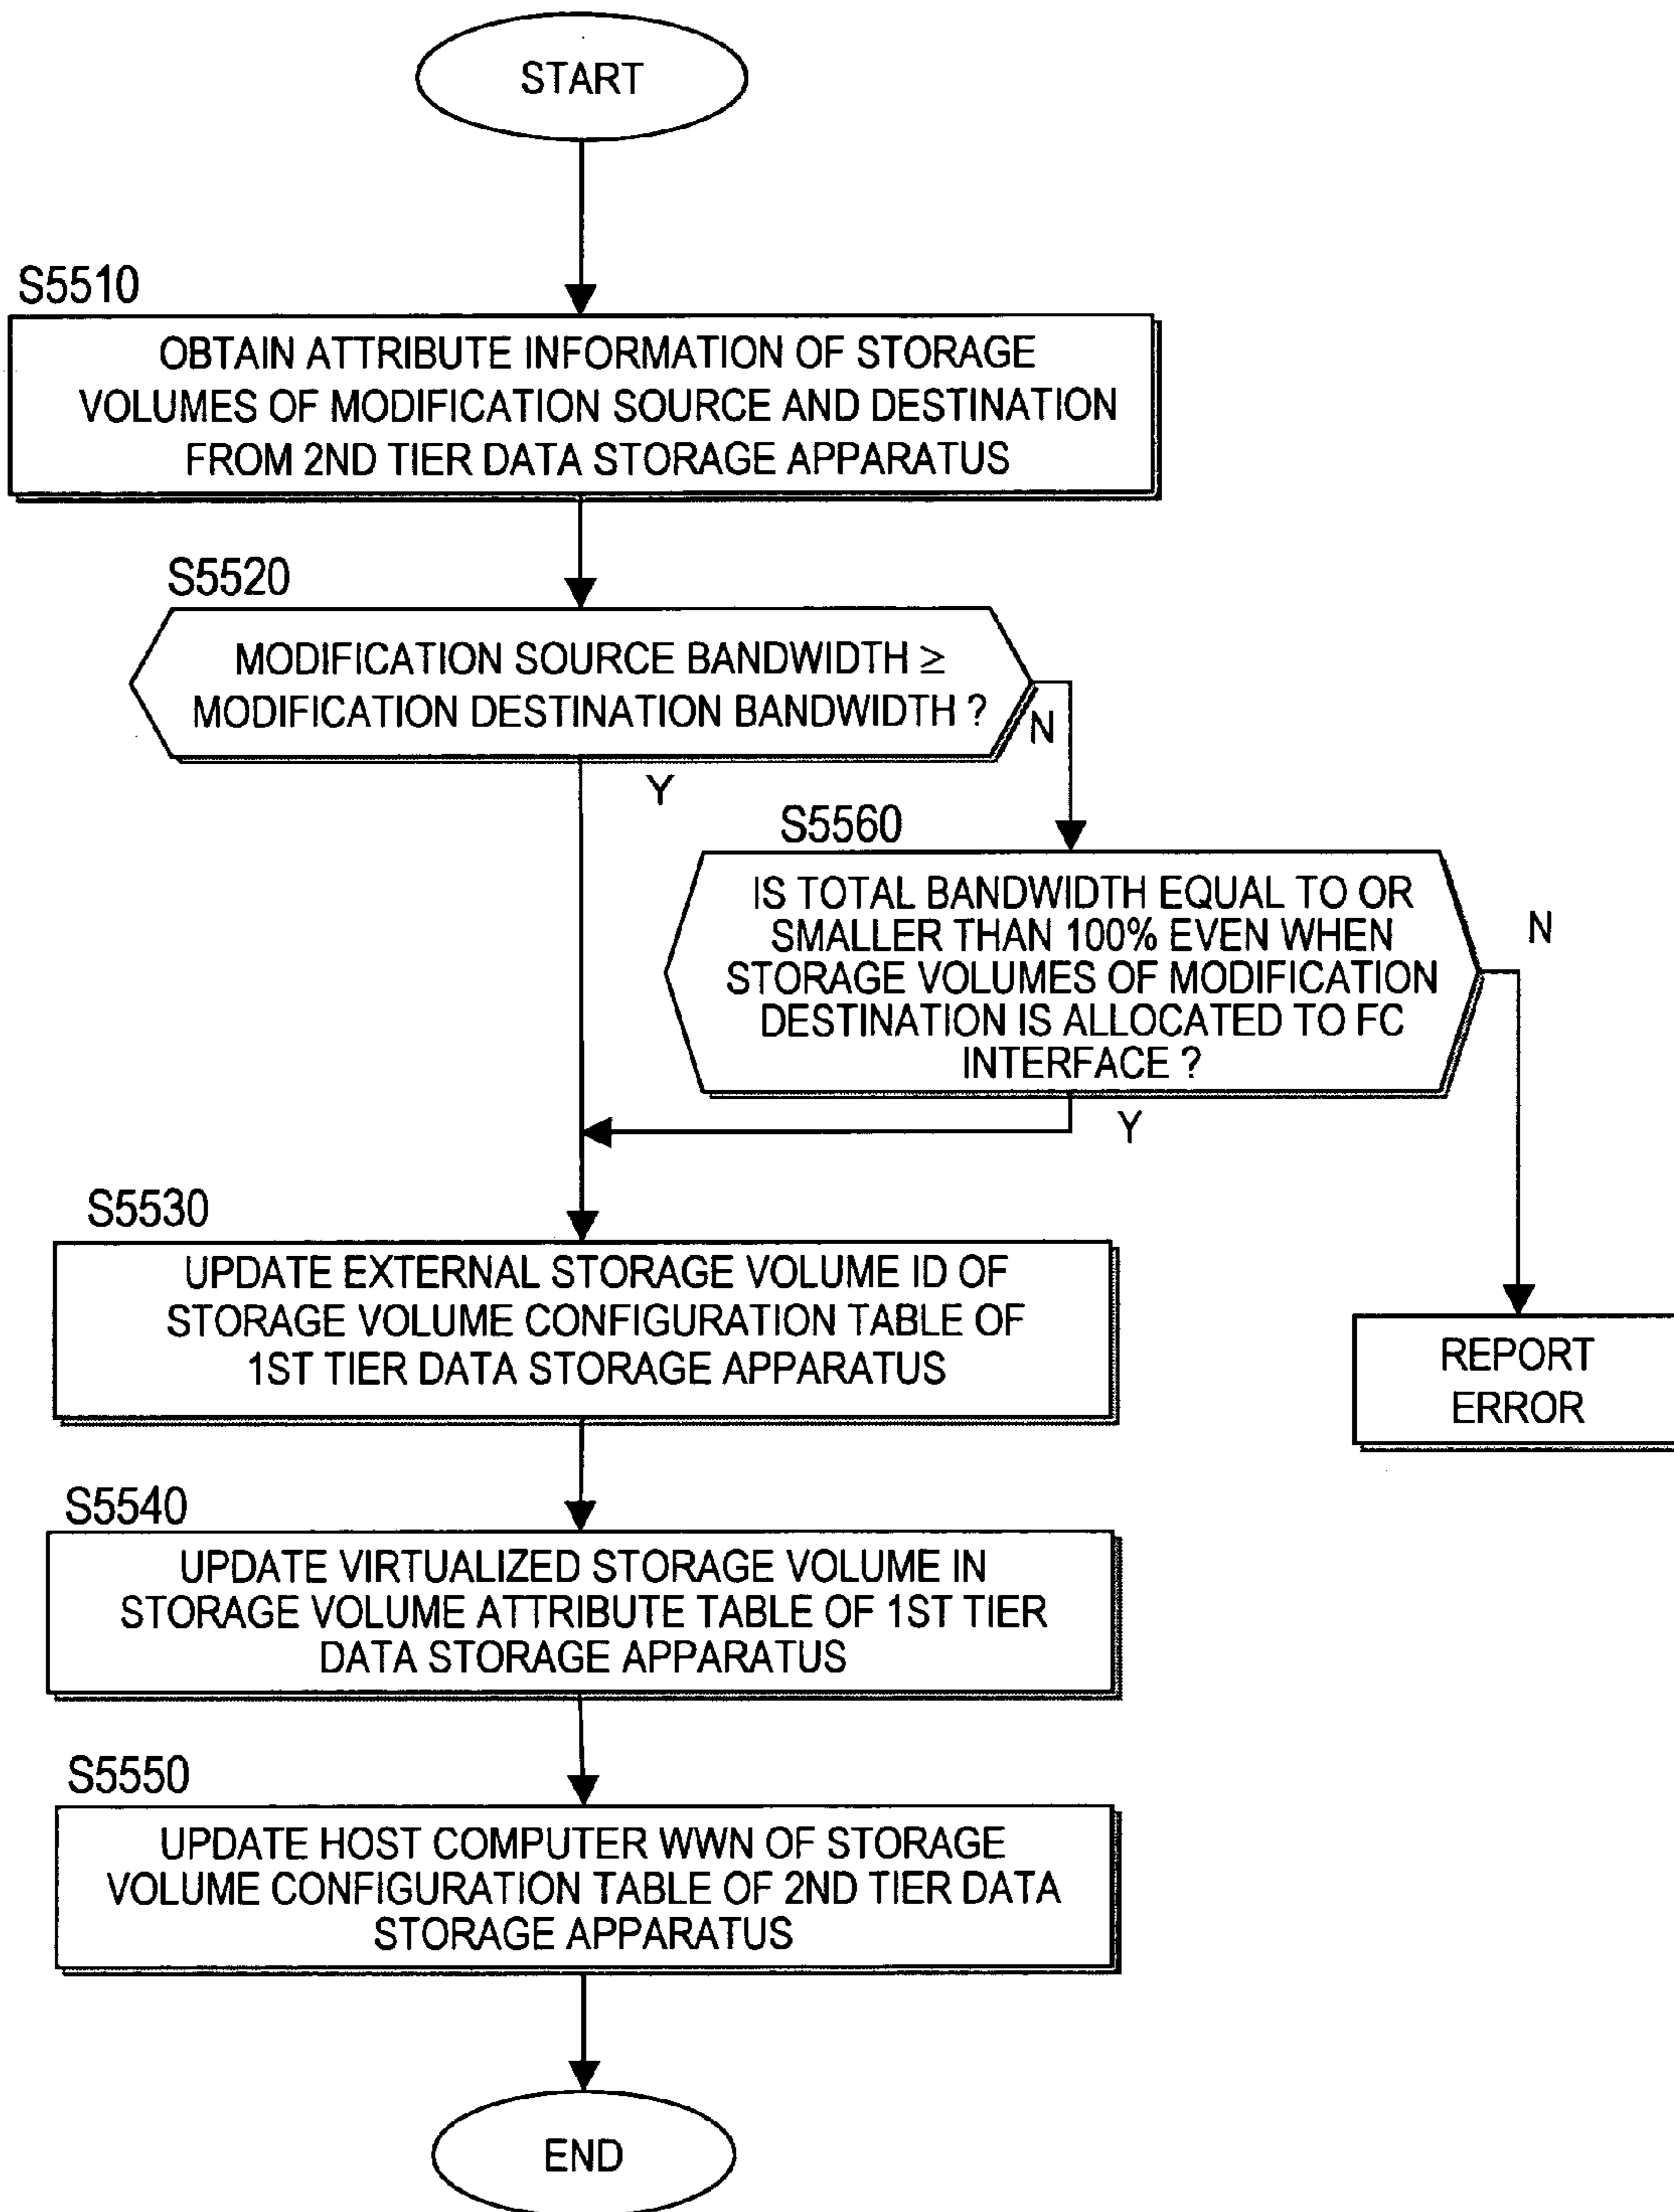 START
S5510
OBTAIN ATTRIBUTE INFORMATION OF STORAGE
VOLUMES OF MODIFICATION SOURCE AND DESTINATION
FROM 2ND TIER DATA STORAGE APPARATUS
S5520
MODIFICATION SOURCE BANDWIDTH ≥
MODIFICATION DESTINATION BANDWIDTH ?
N
Y
S5560
IS TOTAL BANDWIDTH EQUAL TO OR
SMALLER THAN 100% EVEN WHEN
STORAGE VOLUMES OF MODIFICATION
DESTINATION IS ALLOCATED TO FC
INTERFACE ?
N
Y
S5530
UPDATE EXTERNAL STORAGE VOLUME ID OF
STORAGE VOLUME CONFIGURATION TABLE OF
1ST TIER DATA STORAGE APPARATUS
REPORT
ERROR
S5540
UPDATE VIRTUALIZED STORAGE VOLUME IN
STORAGE VOLUME ATTRIBUTE TABLE OF 1ST TIER
DATA STORAGE APPARATUS
S5550
UPDATE HOST COMPUTER WWN OF STORAGE
VOLUME CONFIGURATION TABLE OF 2ND TIER DATA
STORAGE APPARATUS
END